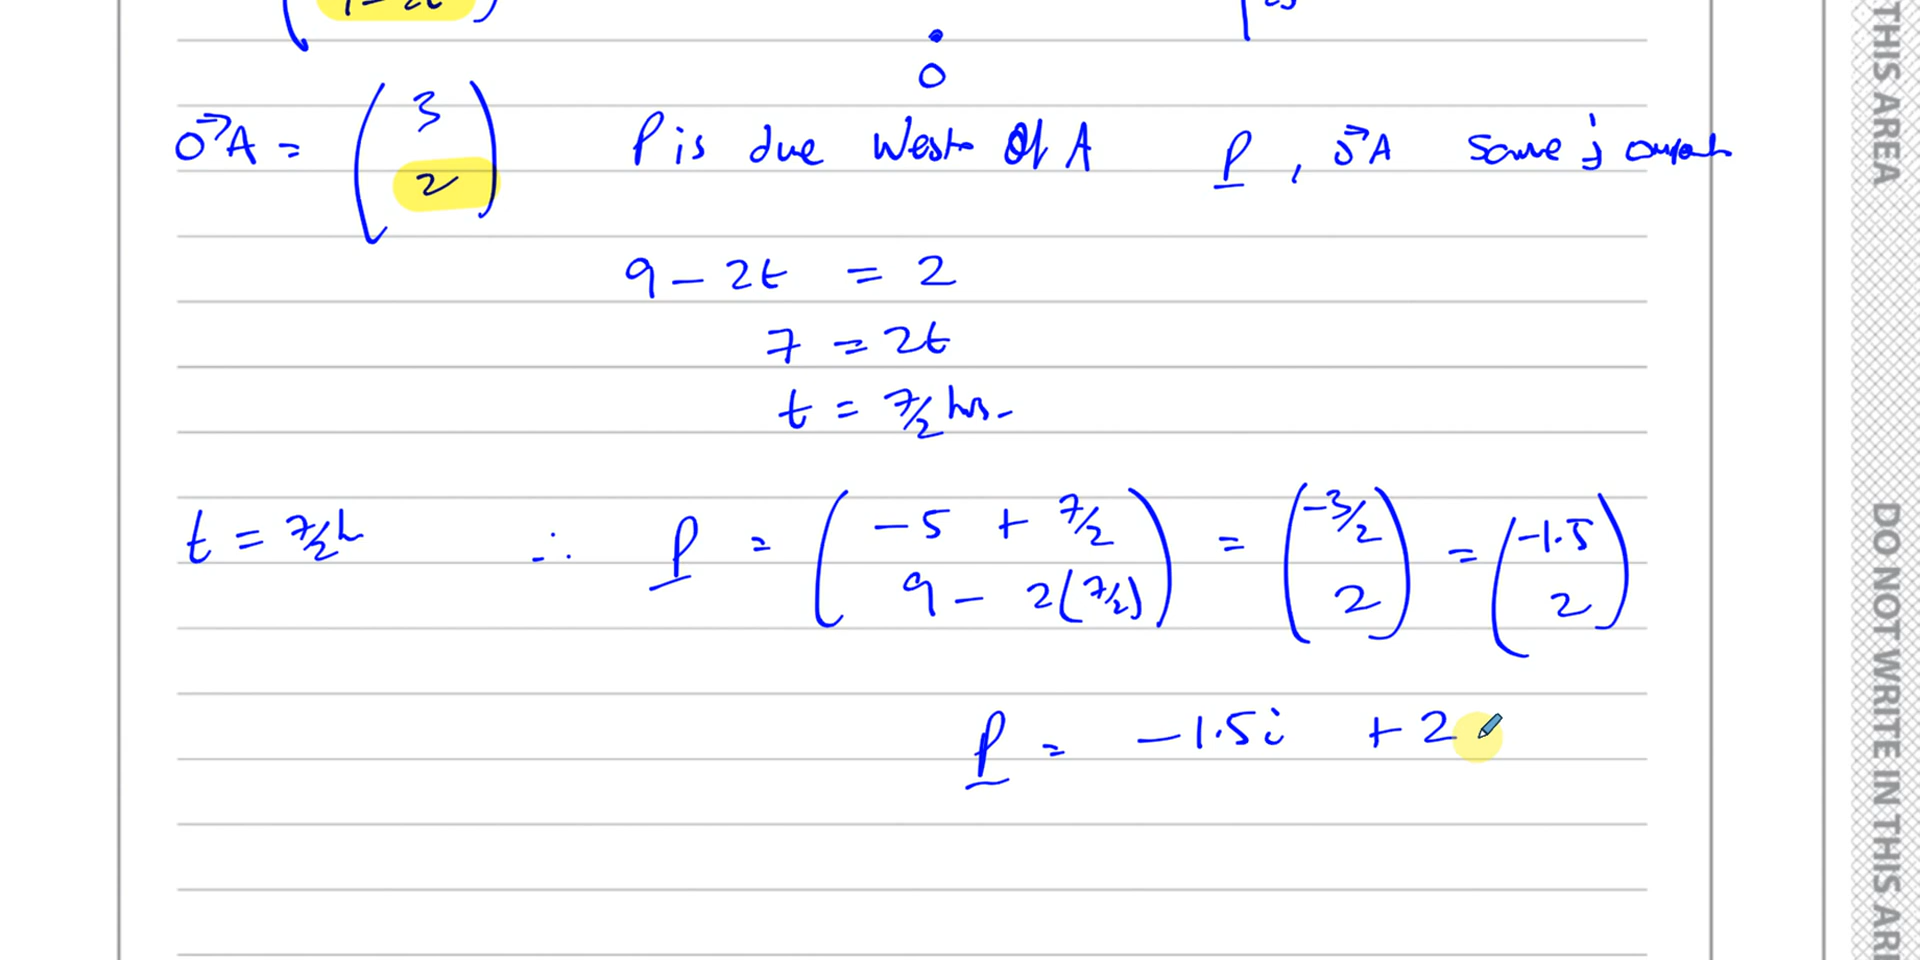 O
OA = (3 2) P is due West of A P, OA same j
9 - 2t = 2
7 = 2t
t = 7/2 hrs.
t = 7/2 h ∴ P = (-5 + 7/2 9 - 2(7/2)) = (-3/2 2) = (-1.5 2)
P = -1.5i + 2
THIS AREA
DO NOT WRITE IN THIS AR